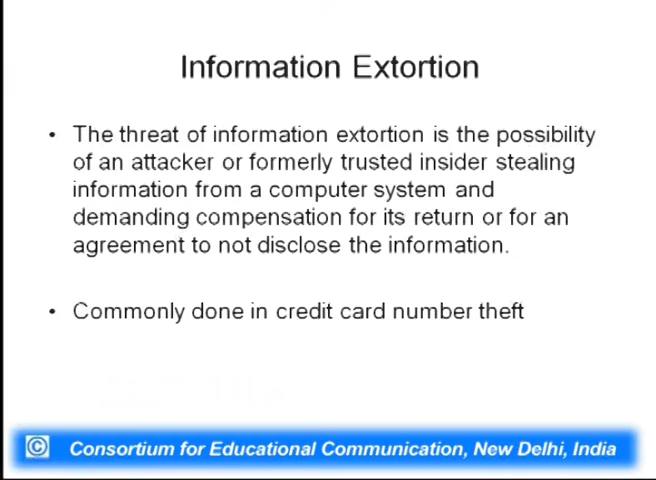 Information Extortion
• The threat of information extortion is the possibility
of an attacker or formerly trusted insider stealing
information from a computer system and
demanding compensation for its return or for an
agreement to not disclose the information.
• Commonly done in credit card number theft
© Consortium for Educational Communication, New Delhi, India